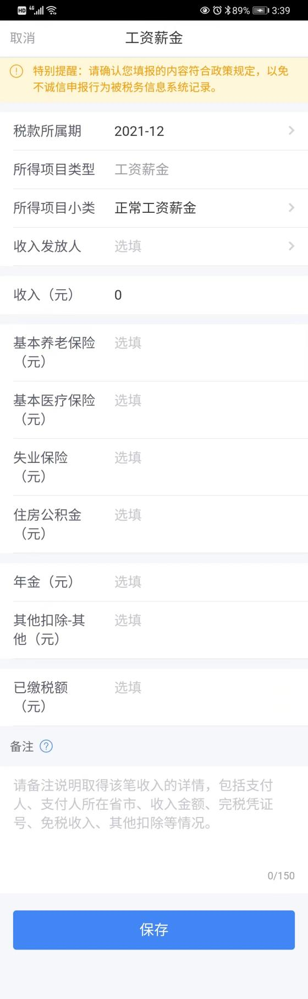 HD 4G 89% 3:39
取消 工资薪金
特别提醒：请确认您填报的内容符合政策规定，以免
不诚信申报行为被税务信息系统记录。
税款所属期 2021-12
所得项目类型 工资薪金
所得项目小类 正常工资薪金
收入发放人 选填
收入（元） 0
基本养老保险 选填
（元）
基本医疗保险 选填
（元）
失业保险 选填
（元）
住房公积金 选填
（元）
年金（元） 选填
其他扣除-其 选填
他（元）
已缴税额 选填
（元）
备注 ?
请备注说明取得该笔收入的详情，包括支付
人、支付人所在省市、收入金额、完税凭证
号、免税收入、其他扣除等情况。
0/150
保存